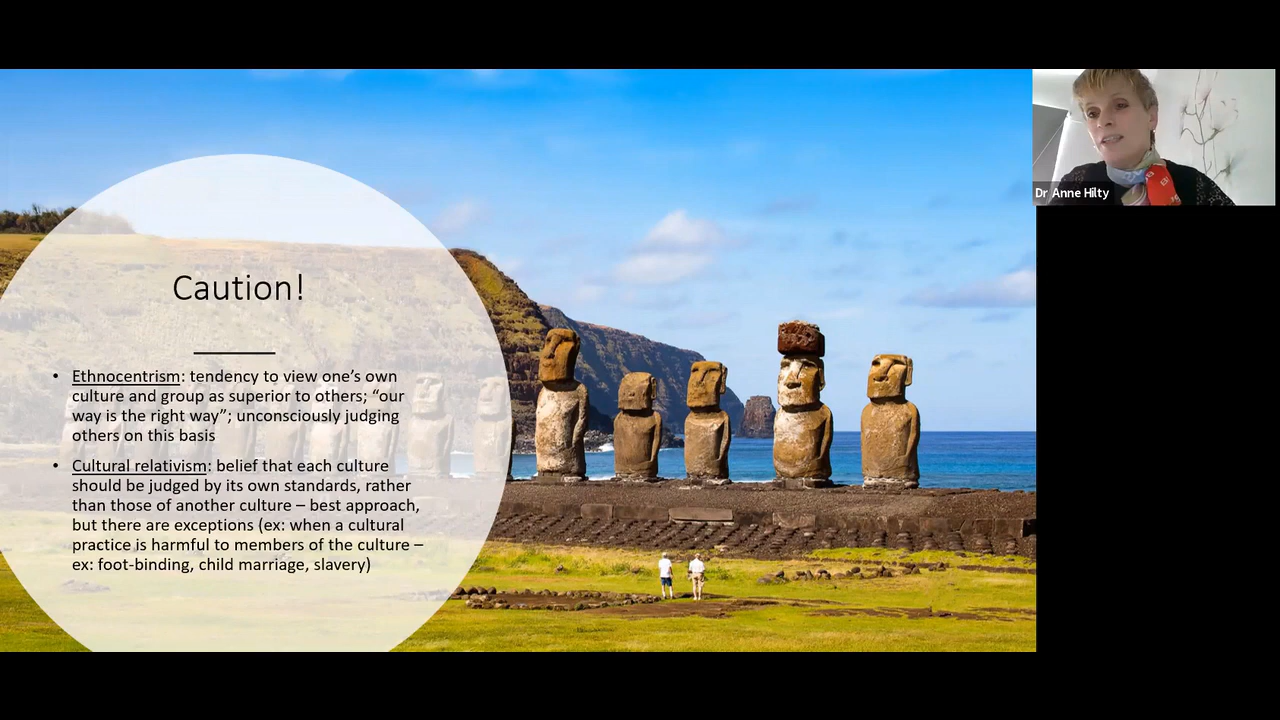 Caution!
• Ethnocentrism: tendency to view one’s own
culture and group as superior to others; “our
way is the right way”; unconsciously judging
others on this basis
• Cultural relativism: belief that each culture
should be judged by its own standards, rather
than those of another culture – best approach,
but there are exceptions (ex: when a cultural
practice is harmful to members of the culture –
ex: foot-binding, child marriage, slavery)
Dr Anne Hilty